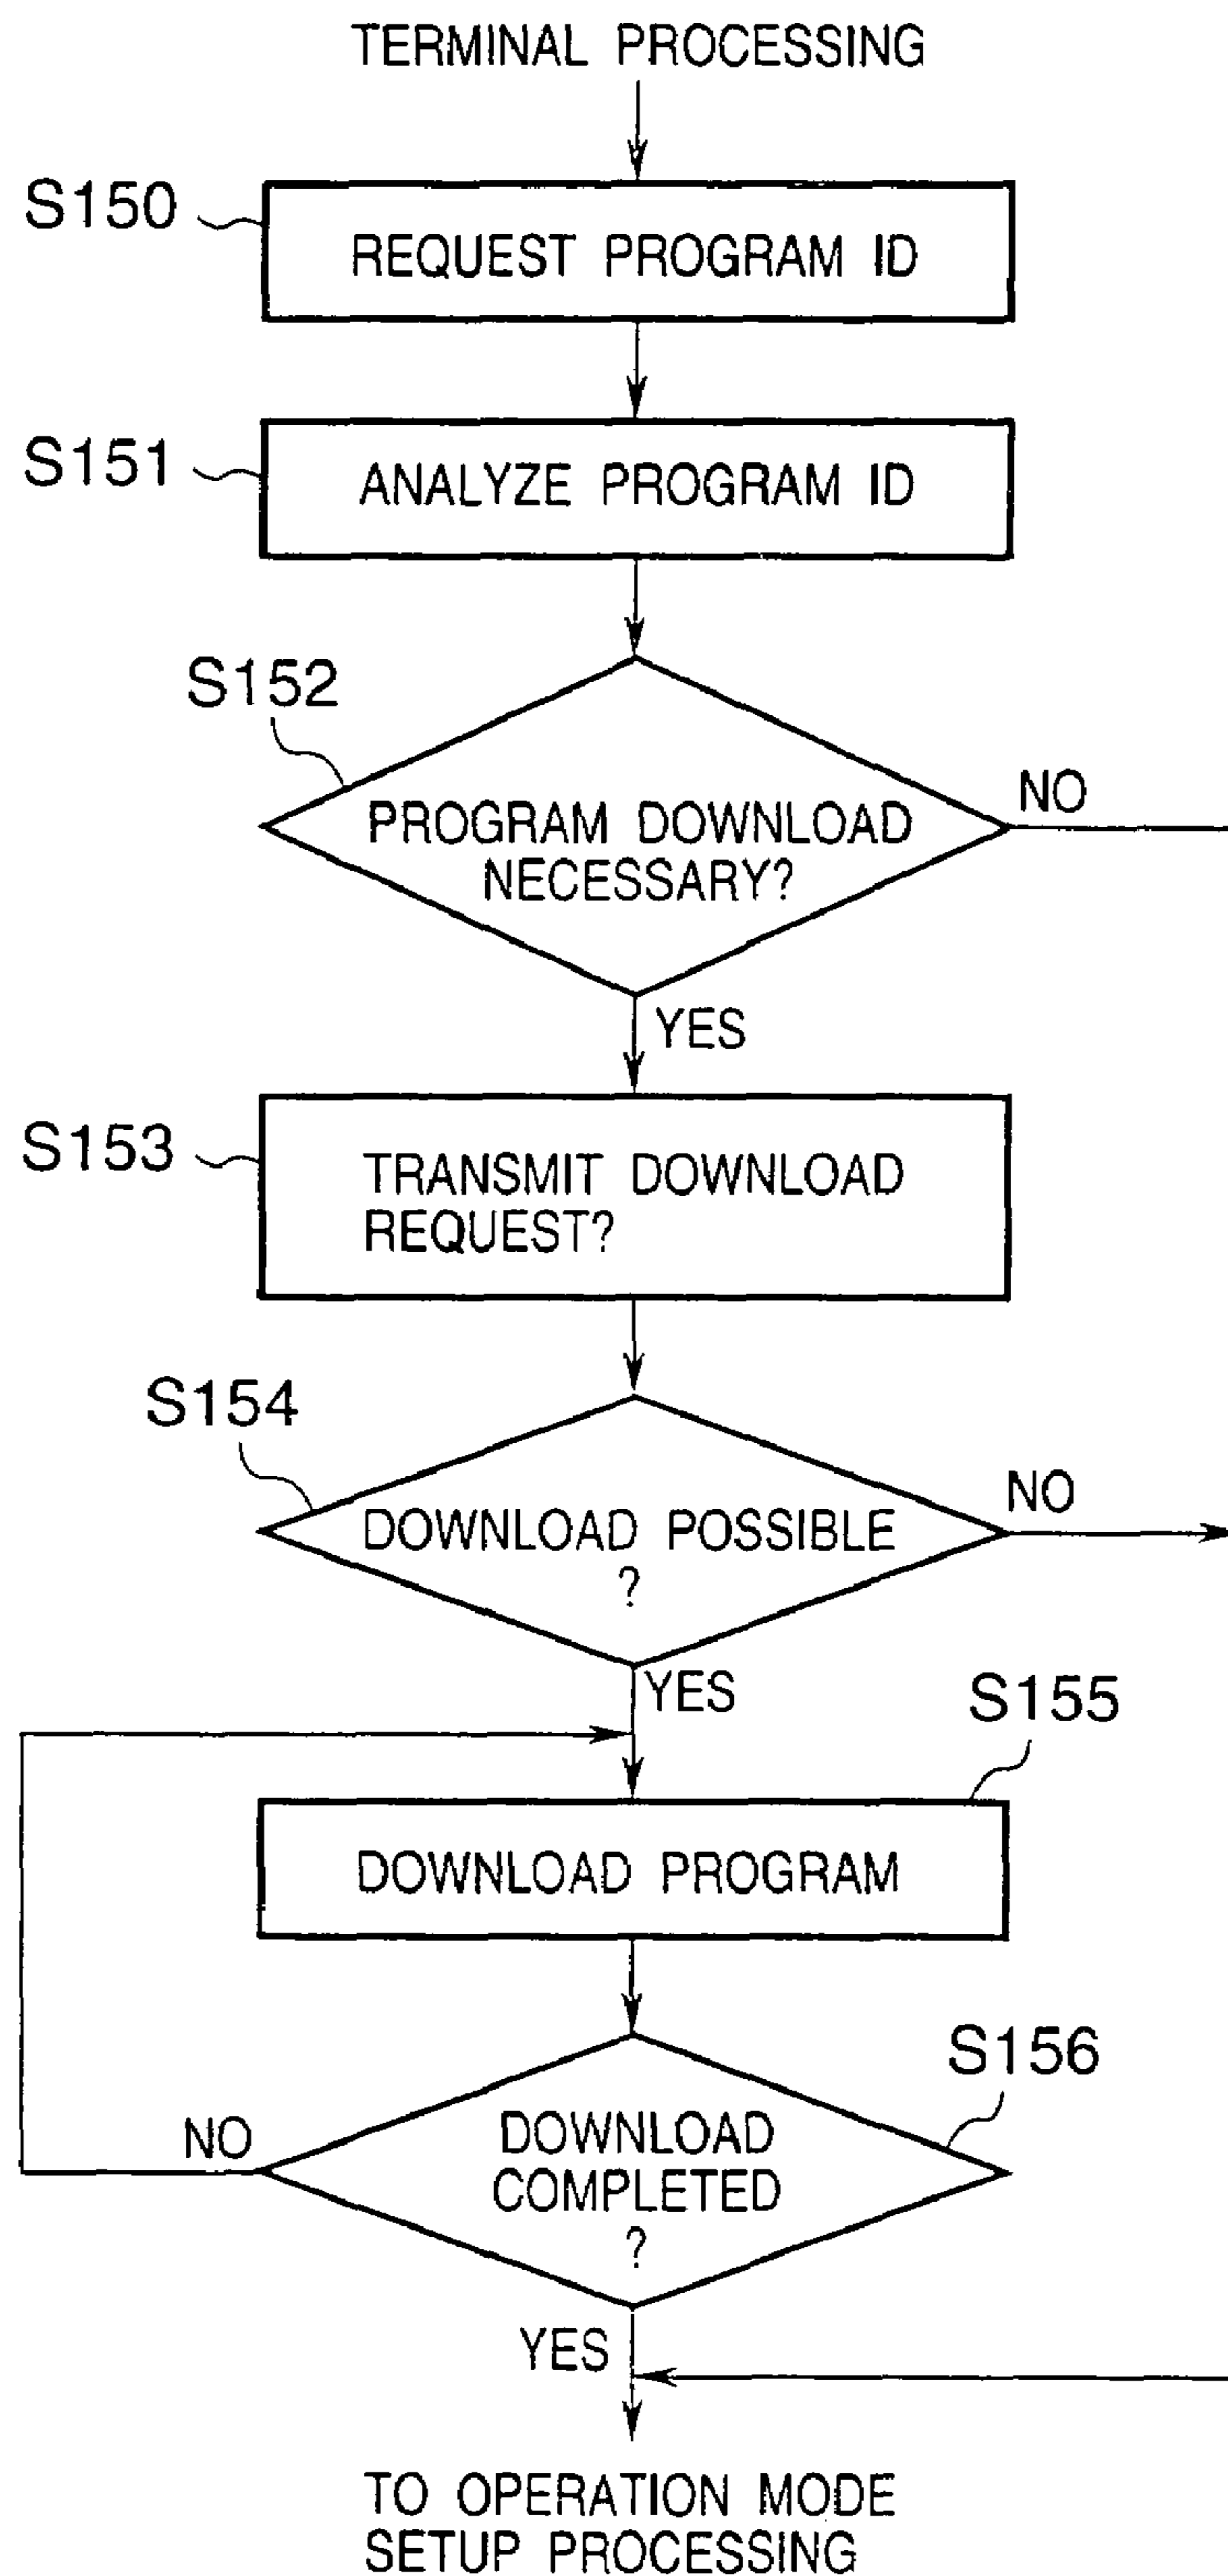 TERMINAL PROCESSING
S150
REQUEST PROGRAM ID
S151
ANALYZE PROGRAM ID
S152
PROGRAM DOWNLOAD
NECESSARY?
NO
YES
S153
TRANSMIT DOWNLOAD
REQUEST?
S154
DOWNLOAD POSSIBLE
?
NO
YES
S155
DOWNLOAD PROGRAM
S156
DOWNLOAD
COMPLETED
?
NO
YES
TO OPERATION MODE
SETUP PROCESSING